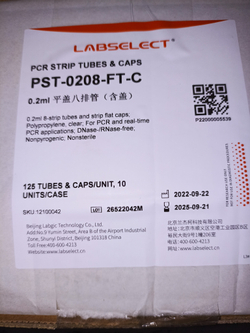 LABSELECT®
PCR STRIP TUBES & CAPS
PST-0208-FT-C
0.2ml 平盖八排管（含盖）
0.2ml 8-strip tubes and strip flat caps;
Polypropylene, clear, For PCR and real-time
PCR applications; DNase-/RNase-free;
Nonpyrogenic; Nonsterile
P22000005539
125 TUBES & CAPS/UNIT, 10
UNITS/CASE
2022-09-22
2025-09-21
SKU:12100042
LOT 26522042M
Beijing Labgic Technology Co., Ltd.
Add:No.9 Yumin Street, Area B of the Airport Industrial
Zone, Shunyi District, Beijing 101318 China
电话: 400-600-4213
www.labselect.cn
北京兰杰柯科技有限公司
电话: 400-600-4213
www.labselect.cn